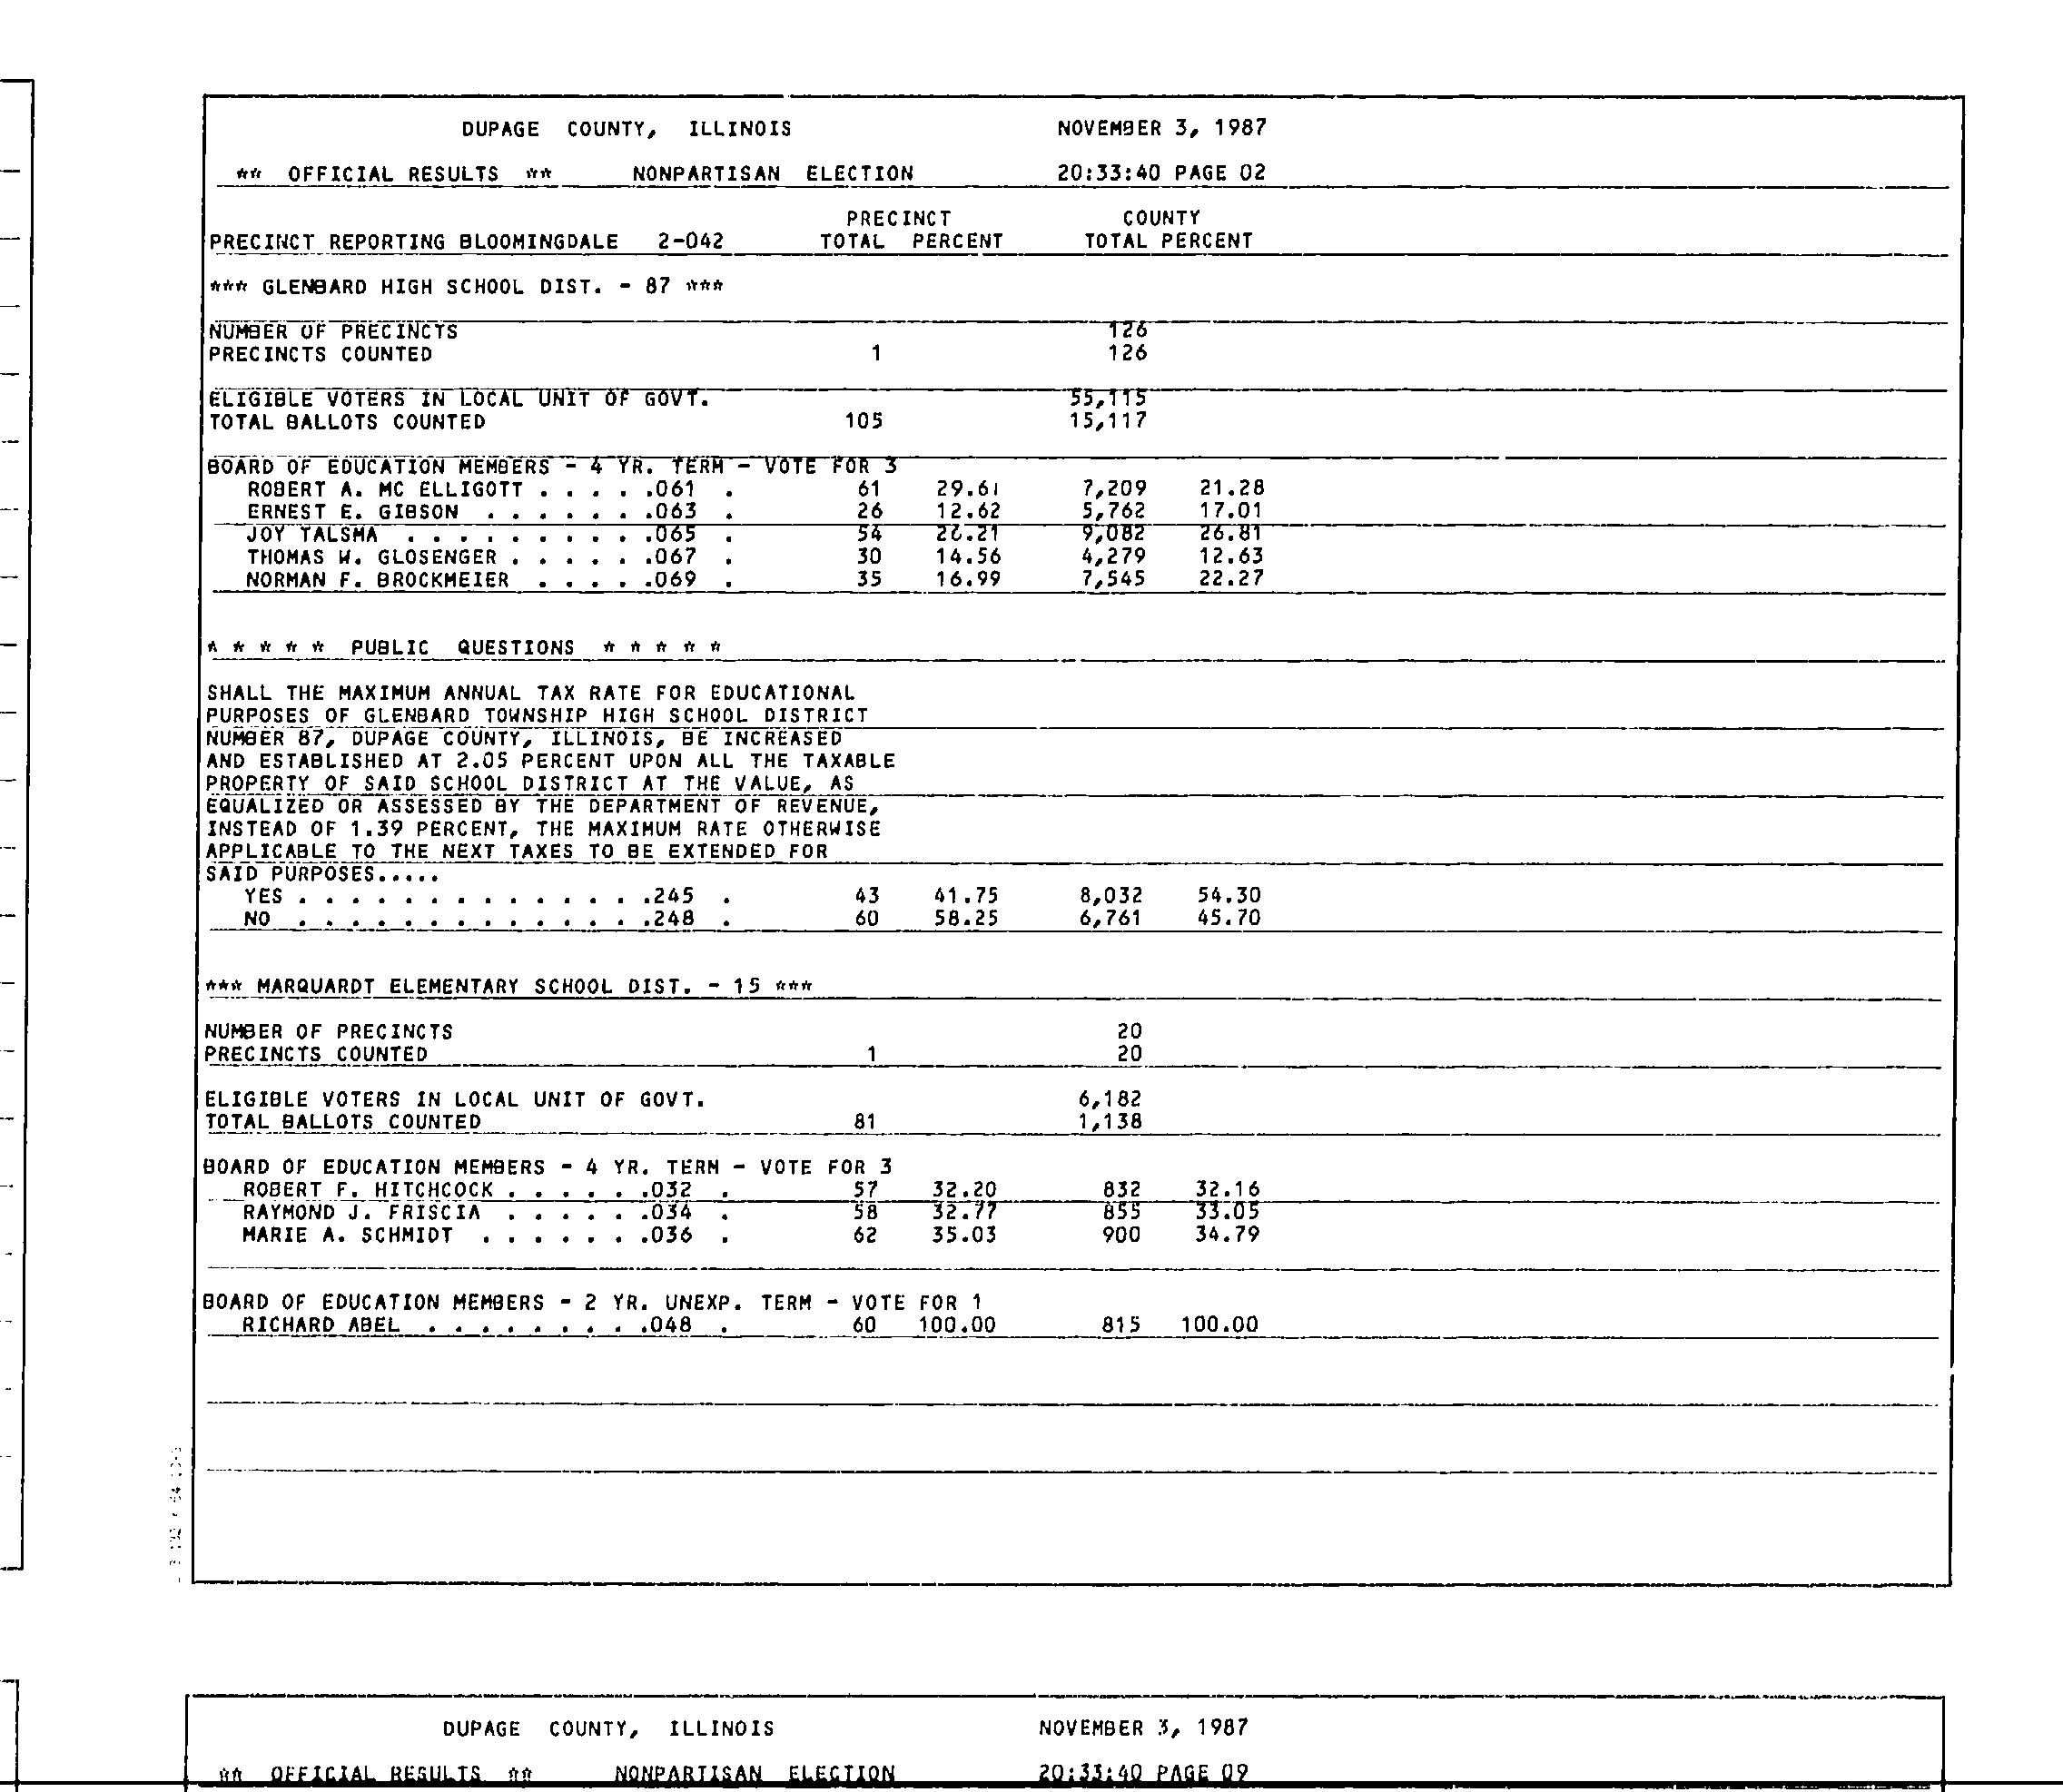 DUPAGE COUNTY, ILLINOIS NOVEMBER 3, 1987
** OFFICIAL RESULTS ** NONPARTISAN ELECTION 20:33:40 PAGE 02
PRECINCT COUNTY
PRECINCT REPORTING BLOOMINGDALE 2-042 TOTAL PERCENT TOTAL PERCENT
*** GLENBARD HIGH SCHOOL DIST. - 87 ***
NUMBER OF PRECINCTS 126
PRECINCTS COUNTED 1 126
ELIGIBLE VOTERS IN LOCAL UNIT OF GOVT. 55,115
TOTAL BALLOTS COUNTED 105 15,117
BOARD OF EDUCATION MEMBERS - 4 YR. TERM - VOTE FOR 3
ROBERT A. MC ELLIGOTT . . . . .061 . 61 29.61 7,209 21.28
ERNEST E. GIBSON . . . . . . .063 . 26 12.62 5,762 17.01
JOY TALSMA . . . . . . . . . .065 . 54 26.21 9,082 26.81
THOMAS W. GLOSENGER . . . . . .067 . 30 14.56 4,279 12.63
NORMAN F. BROCKMEIER . . . . .069 . 35 16.99 7,545 22.27
* * * * * PUBLIC QUESTIONS * * * * *
SHALL THE MAXIMUM ANNUAL TAX RATE FOR EDUCATIONAL
PURPOSES OF GLENBARD TOWNSHIP HIGH SCHOOL DISTRICT
NUMBER 87, DUPAGE COUNTY, ILLINOIS, BE INCREASED
AND ESTABLISHED AT 2.05 PERCENT UPON ALL THE TAXABLE
PROPERTY OF SAID SCHOOL DISTRICT AT THE VALUE, AS
EQUALIZED OR ASSESSED BY THE DEPARTMENT OF REVENUE,
INSTEAD OF 1.39 PERCENT, THE MAXIMUM RATE OTHERWISE
APPLICABLE TO THE NEXT TAXES TO BE EXTENDED FOR
SAID PURPOSES.....
YES . . . . . . . . . . . . . .245 . 43 41.75 8,032 54.30
NO . . . . . . . . . . . . . .248 . 60 58.25 6,761 45.70
*** MARQUARDT ELEMENTARY SCHOOL DIST. - 15 ***
NUMBER OF PRECINCTS 20
PRECINCTS COUNTED 1 20
ELIGIBLE VOTERS IN LOCAL UNIT OF GOVT. 6,182
TOTAL BALLOTS COUNTED 81 1,138
BOARD OF EDUCATION MEMBERS - 4 YR. TERM - VOTE FOR 3
ROBERT F. HITCHCOCK . . . . . .032 . 57 32.20 832 32.16
RAYMOND J. FRISCIA . . . . . .034 . 58 32.77 855 33.05
MARIE A. SCHMIDT . . . . . . .036 . 62 35.03 900 34.79
BOARD OF EDUCATION MEMBERS - 2 YR. UNEXP. TERM - VOTE FOR 1
RICHARD ABEL . . . . . . . . .048 . 60 100.00 815 100.00
DUPAGE COUNTY, ILLINOIS NOVEMBER 3, 1987
** OFFICIAL RESULTS ** NONPARTISAN ELECTION 20:33:40 PAGE 09